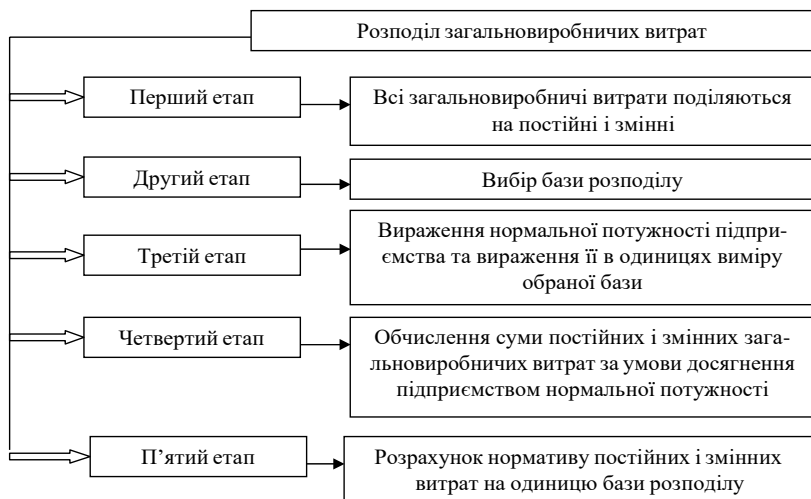 Розподіл загальновиробничих витрат
Перший етап
Всі загальновиробничі витрати поділяються
на постійні і змінні
Другий етап
Вибір бази розподілу
Третій етап
Вираження нормальної потужності підпри-
ємства та вираження її в одиницях виміру
обраної бази
Четвертий етап
Обчислення суми постійних і змінних зага-
льновиробничих витрат за умови досягнення
підприємством нормальної потужності
П’ятий етап
Розрахунок нормативу постійних і змінних
витрат на одиницю бази розподілу